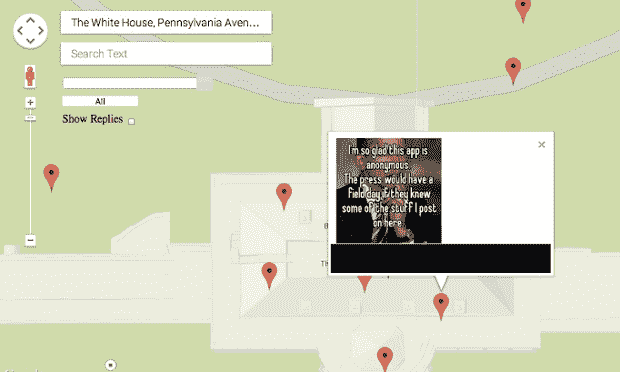 The White House, Pennsylvania Aven...
Search Text
All
Show Replies
I'm so glad this app is
anonymous
The press would have a
field day if they knew
some of the stuff I post
on here